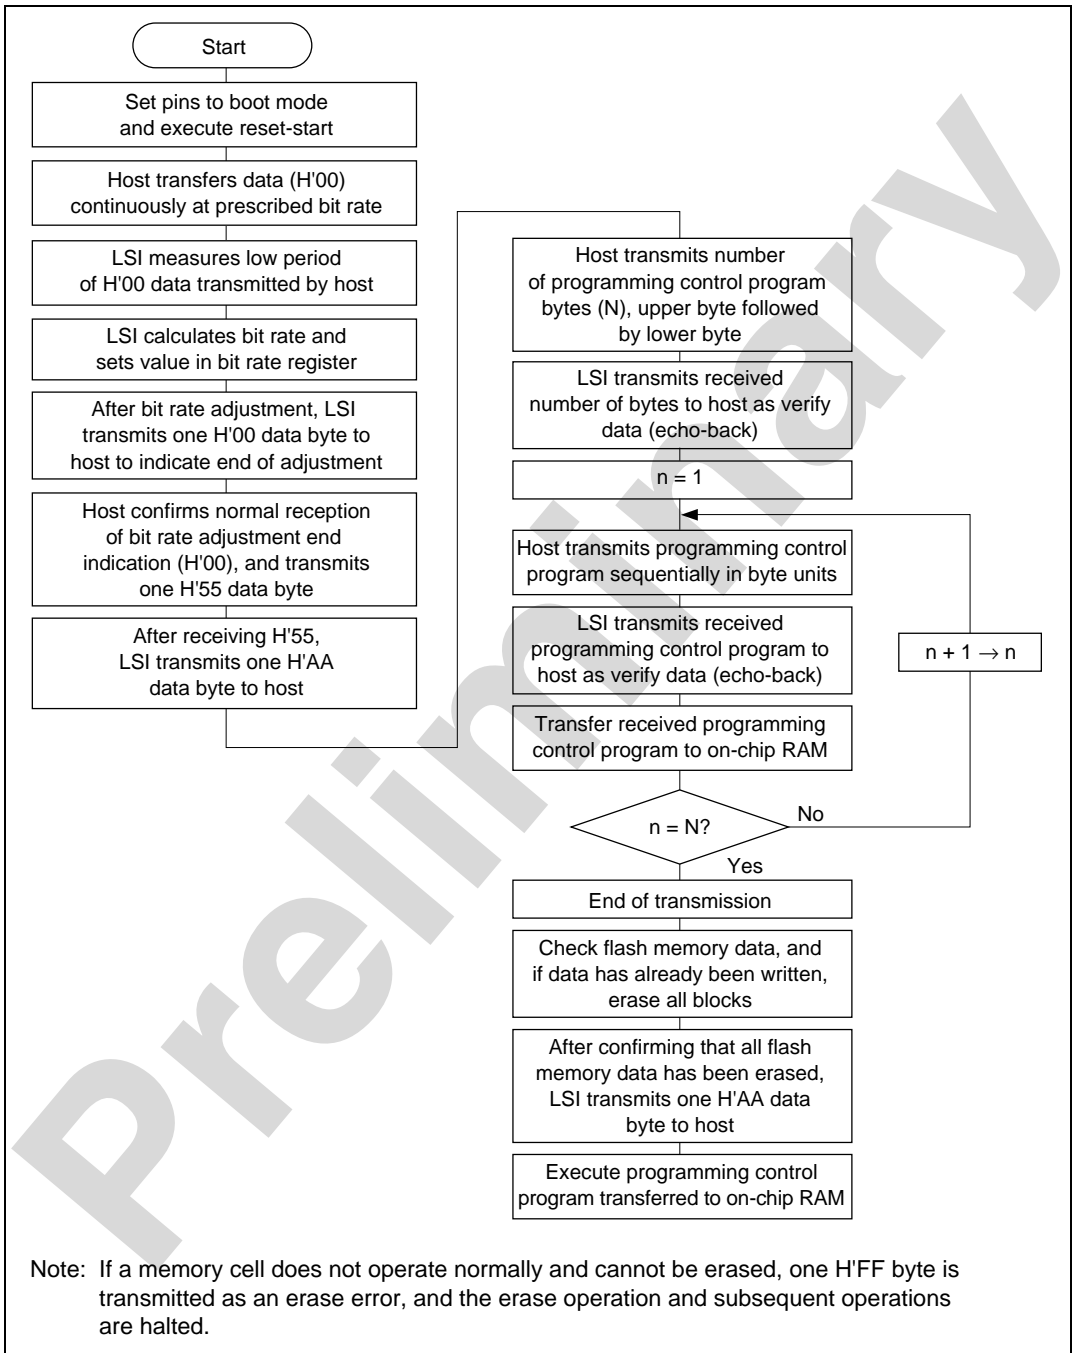 Start
Set pins to boot mode
and execute reset-start
Host transfers data (H'00)
continuously at prescribed bit rate
LSI measures low period
of H'00 data transmitted by host
LSI calculates bit rate and
sets value in bit rate register
After bit rate adjustment, LSI
transmits one H'00 data byte to
host to indicate end of adjustment
Host confirms normal reception
of bit rate adjustment end
indication (H'00), and transmits
one H'55 data byte
After receiving H'55,
LSI transmits one H'AA
data byte to host
Host transmits number
of programming control program
bytes (N), upper byte followed
by lower byte
LSI transmits received
number of bytes to host as verify
data (echo-back)
n = 1
Host transmits programming control
program sequentially in byte units
LSI transmits received
programming control program to
host as verify data (echo-back)
n + 1 → n
Transfer received programming
control program to on-chip RAM
n = N?
No
Yes
End of transmission
Check flash memory data, and
if data has already been written,
erase all blocks
After confirming that all flash
memory data has been erased,
LSI transmits one H'AA data
byte to host
Execute programming control
program transferred to on-chip RAM
Note: If a memory cell does not operate normally and cannot be erased, one H'FF byte is
transmitted as an erase error, and the erase operation and subsequent operations
are halted.
Preliminary